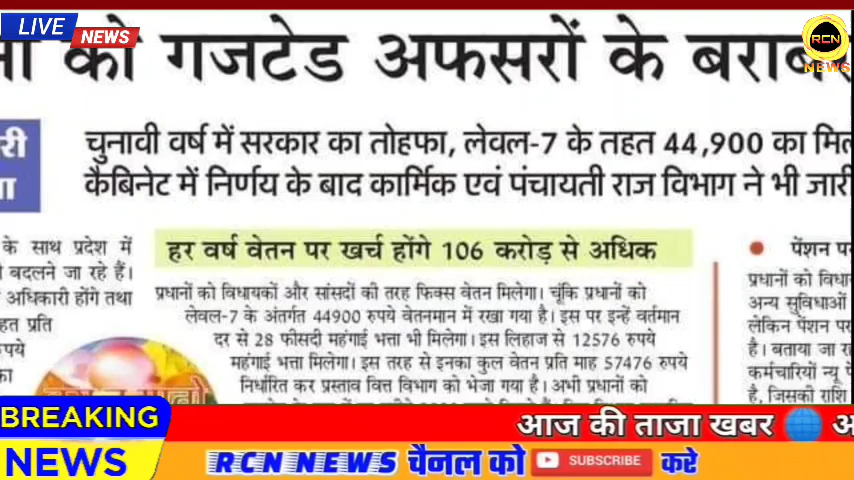 LIVE
NEWS
को गजटेड अफसरों के बराबर
RCN
NEWS
री
चुनावी वर्ष में सरकार का तोहफा, लेवल-7 के तहत 44,900 का
कैबिनेट में निर्णय के बाद कार्मिक एवं पंचायती राज विभाग ने भी जारी
के साथ प्रदेश में
बदलने जा रहे हैं।
अधिकारी होंगे तथा
प्रति
हर वर्ष वेतन पर खर्च होंगे 106 करोड़ से अधिक
प्रधानों को विधायकों और सांसदों की तरह फिक्स वेतन मिलेगा। चूंकि प्रधानों को
लेवल-7 के अंतर्गत 44900 रुपये वेतनमान में रखा गया है। इस पर इन्हें वर्तमान
दर से 28 फीसदी महंगाई भत्ता भी मिलेगा। इस लिहाज से 12576 रुपये
महंगाई भत्ता मिलेगा। इस तरह से इनका कुल वेतन प्रति माह 57476 रुपये
निर्धारित कर प्रस्ताव वित्त विभाग को भेजा गया है। अभी प्रधानों को
• पेंशन
प्रधानों को
अन्य सुविधाओं
लेकिन पेंशन पर
है। बताया जा
कर्मचारियों न्यू
है, जिसकी राशि
BREAKING
NEWS
आज की ताजा खबर
RCN NEWS चैनल को SUBSCRIBE करे